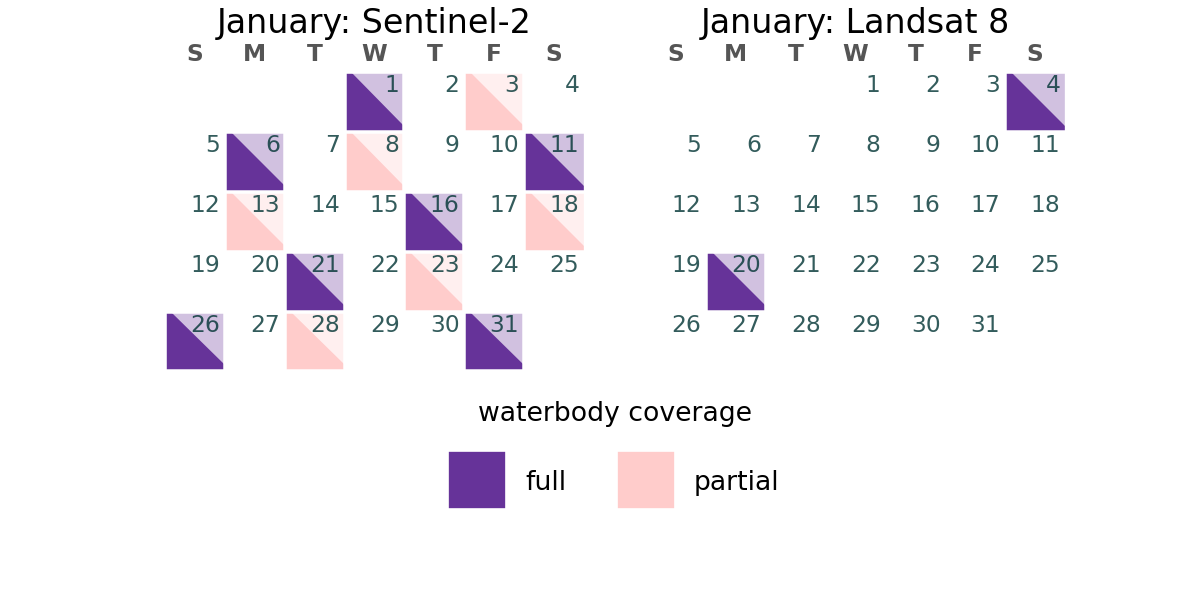 January: Sentinel-2
S M T W T F S
1 2 3 4
5 6 7 8 9 10 11
12 13 14 15 16 17 18
19 20 21 22 23 24 25
26 27 28 29 30 31
January: Landsat 8
S M T W T F S
1 2 3 4
5 6 7 8 9 10 11
12 13 14 15 16 17 18
19 20 21 22 23 24 25
26 27 28 29 30 31
waterbody coverage
full partial